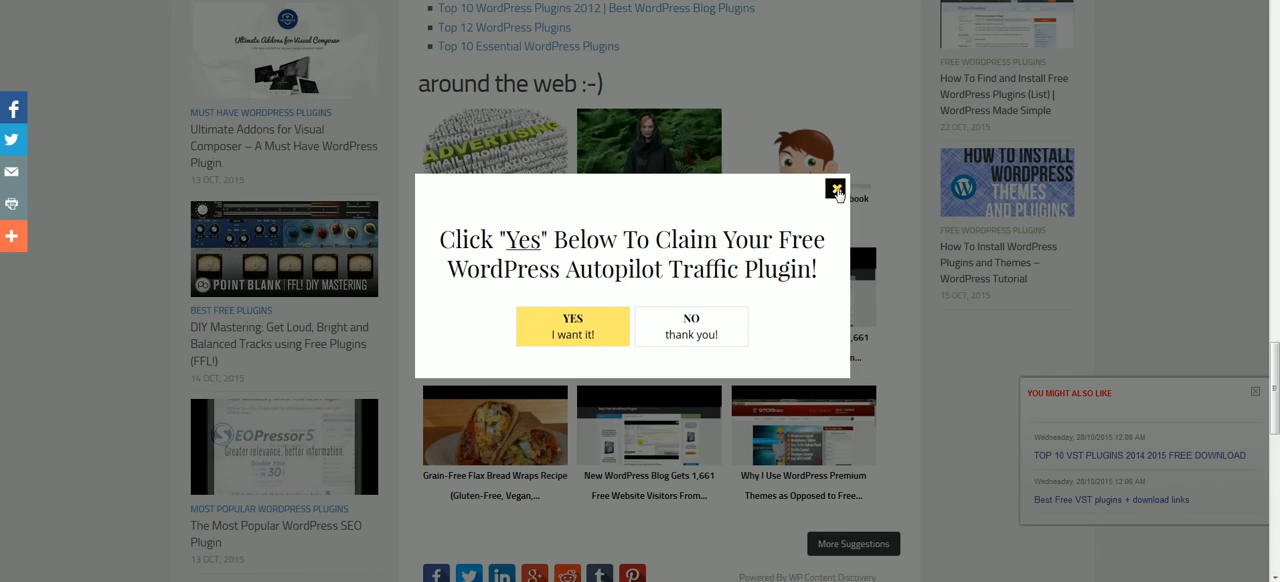 Top 10 WordPress Plugins 2012 | Best WordPress Blog Plugins
Top 12 WordPress Plugins
Top 10 Essential WordPress Plugins
around the web :-)
ADVERTISING
Ultimate Addons for Visual Composer
MUST HAVE WORDPRESS PLUGINS
Ultimate Addons for Visual
Composer – A Must Have WordPress
Plugin.
13 OCT, 2015
POINT BLANK | FFL! DIY MASTERING
BEST FREE PLUGINS
DIY Mastering: Get Loud, Bright and
Balanced Tracks using Free Plugins
(FFL!)
14 OCT, 2015
SEOPressor5
Greater relevance, better information.
MOST POPULAR WORDPRESS PLUGINS
The Most Popular WordPress SEO
Plugin
13 OCT, 2015
Click "Yes" Below To Claim Your Free
WordPress Autopilot Traffic Plugin!
YES
I want it!
NO
thank you!
book
,661
Grain-Free Flax Bread Wraps Recipe
(Gluten-Free, Vegan,...
New WordPress Blog Gets 1,661
Free Website Visitors From...
Why I Use WordPress Premium
Themes as Opposed to Free...
More Suggestions
Powered By WP Content Discovery
FREE WORDPRESS PLUGINS
How To Find and Install Free
WordPress Plugins (List) |
WordPress Made Simple
22 OCT, 2015
HOW TO INSTALL
WORDPRESS
THEMES
AND PLUGINS
FREE WORDPRESS PLUGINS
How To Install WordPress
Plugins and Themes –
WordPress Tutorial
15 OCT, 2015
YOU MIGHT ALSO LIKE
Wednesday, 28/10/2015 12:06 AM
TOP 10 VST PLUGINS 2014 2015 FREE DOWNLOAD
Wednesday, 28/10/2015 12:06 AM
Best Free VST plugins + download links